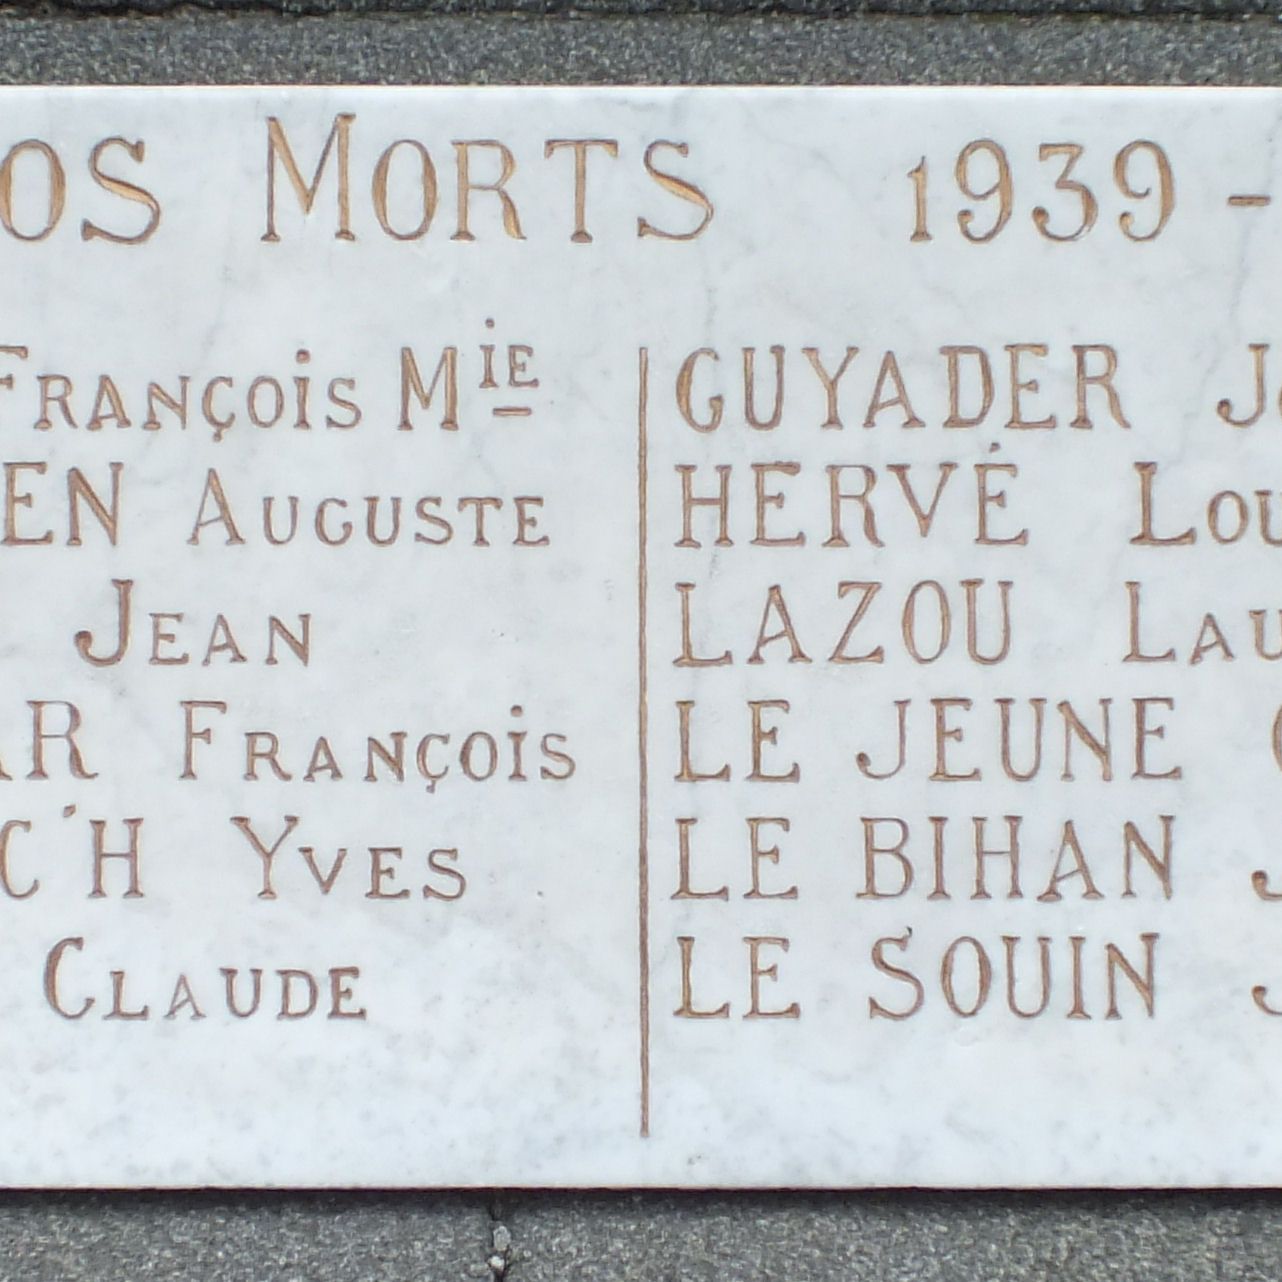 MORTS 1939 -
FRANÇOIS Mie
AUGUSTE
JEAN
FRANÇOIS
YVES
CLAUDE
GUYADER
HERVÉ
LAZOU
LE JEUNE
LE BIHAN
LE SOUIN